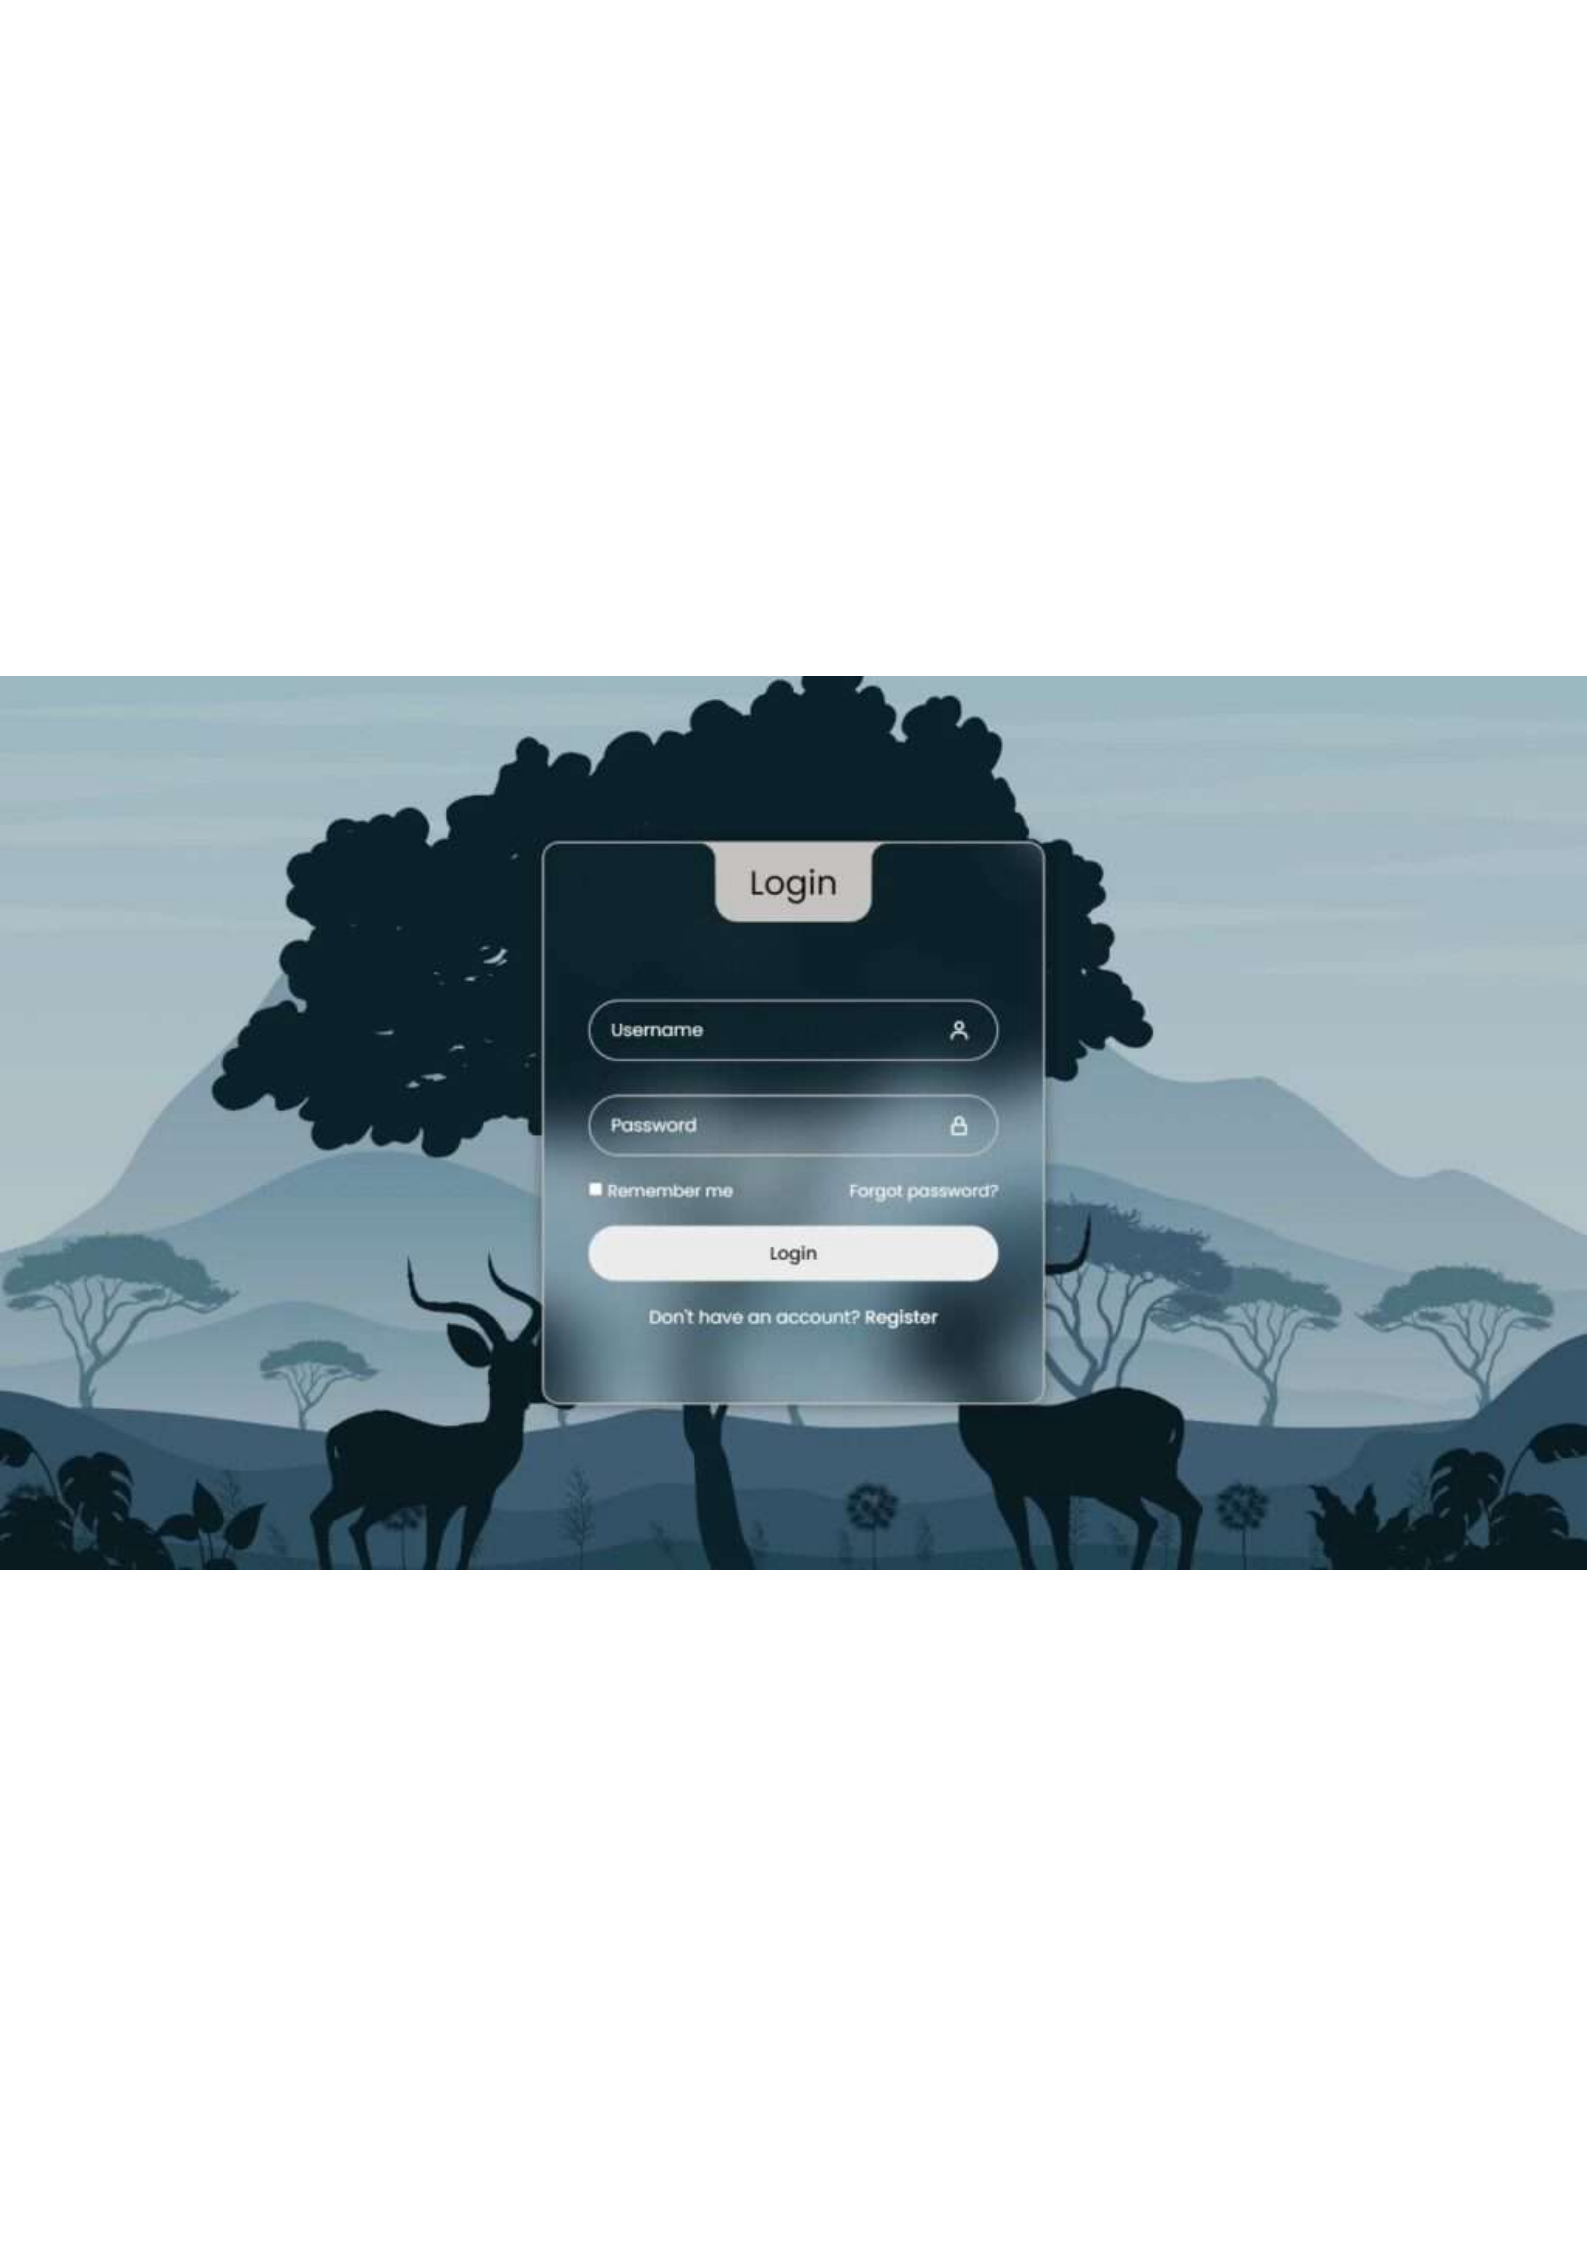 Login
Username
Password
Remember me Forgot password?
Login
Don't have an account? Register